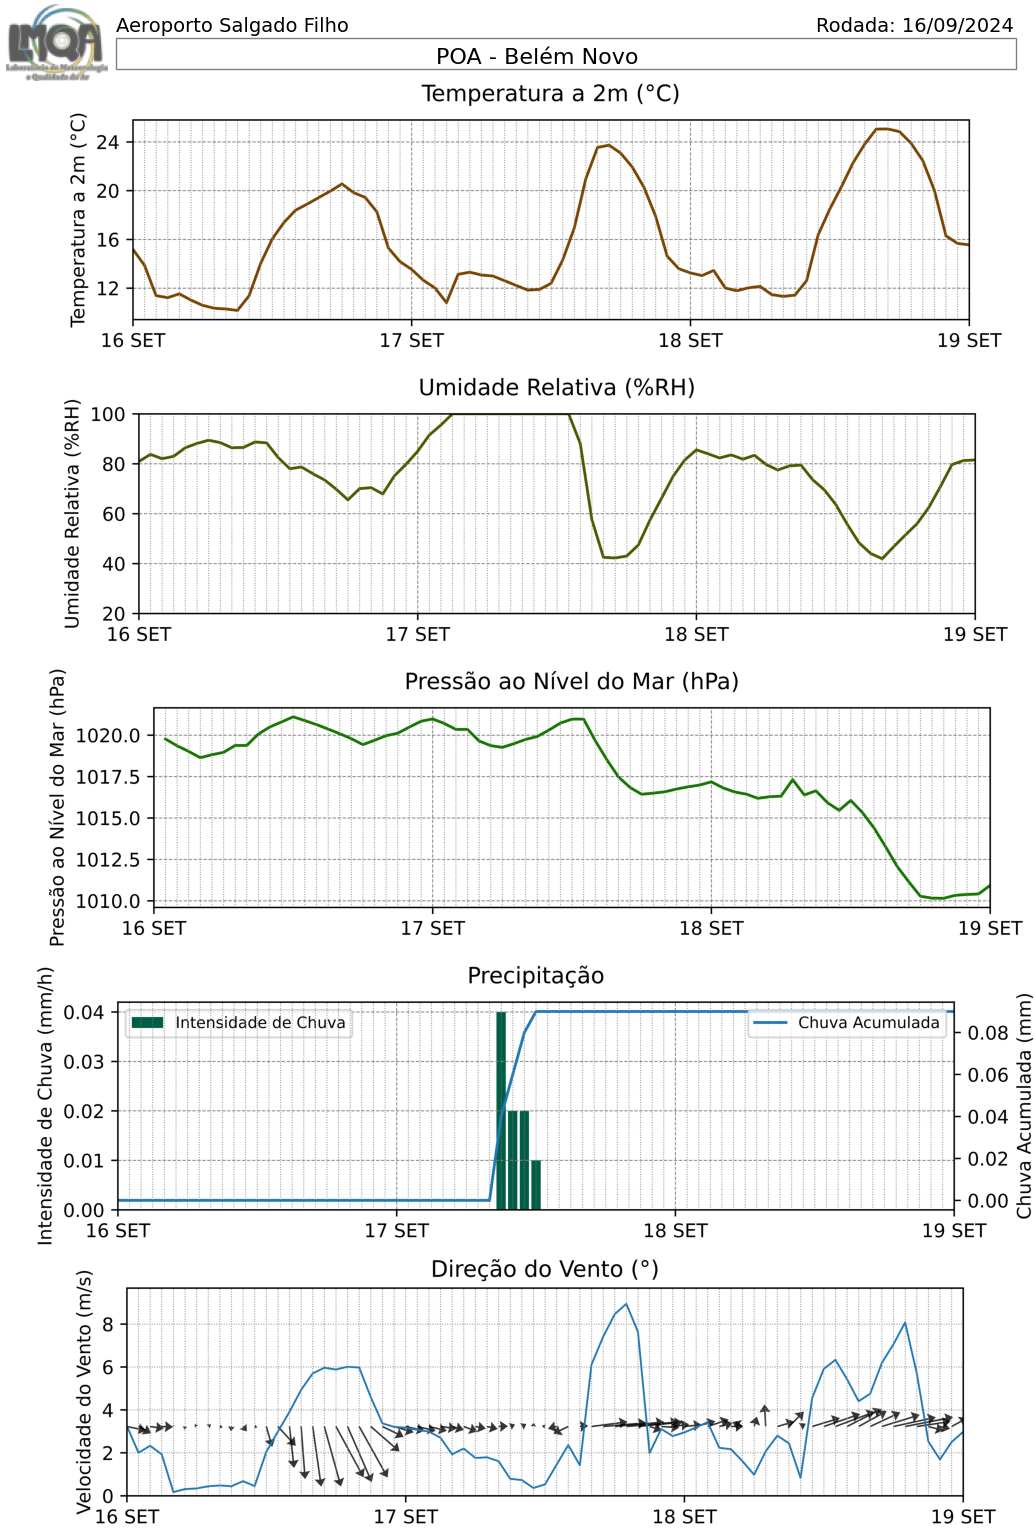 LMQA
Laboratório de Meteorologia
e Qualidade do Ar
Aeroporto Salgado Filho
Rodada: 16/09/2024
POA - Belém Novo
Temperatura a 2m (°C)
Temperatura a 2m (°C)
24
20
16
12
16 SET 17 SET 18 SET 19 SET
Umidade Relativa (%RH)
Umidade Relativa (%RH)
100
80
60
40
20
16 SET 17 SET 18 SET 19 SET
Pressão ao Nível do Mar (hPa)
Pressão ao Nível do Mar (hPa)
1020.0
1017.5
1015.0
1012.5
1010.0
16 SET 17 SET 18 SET 19 SET
Precipitação
Intensidade de Chuva (mm/h)
0.04
0.03
0.02
0.01
0.00
Intensidade de Chuva
Chuva Acumulada
0.08
0.06
0.04
0.02
0.00
Chuva Acumulada (mm)
16 SET 17 SET 18 SET 19 SET
Direção do Vento (°)
Velocidade do Vento (m/s)
8
6
4
2
0
16 SET 17 SET 18 SET 19 SET